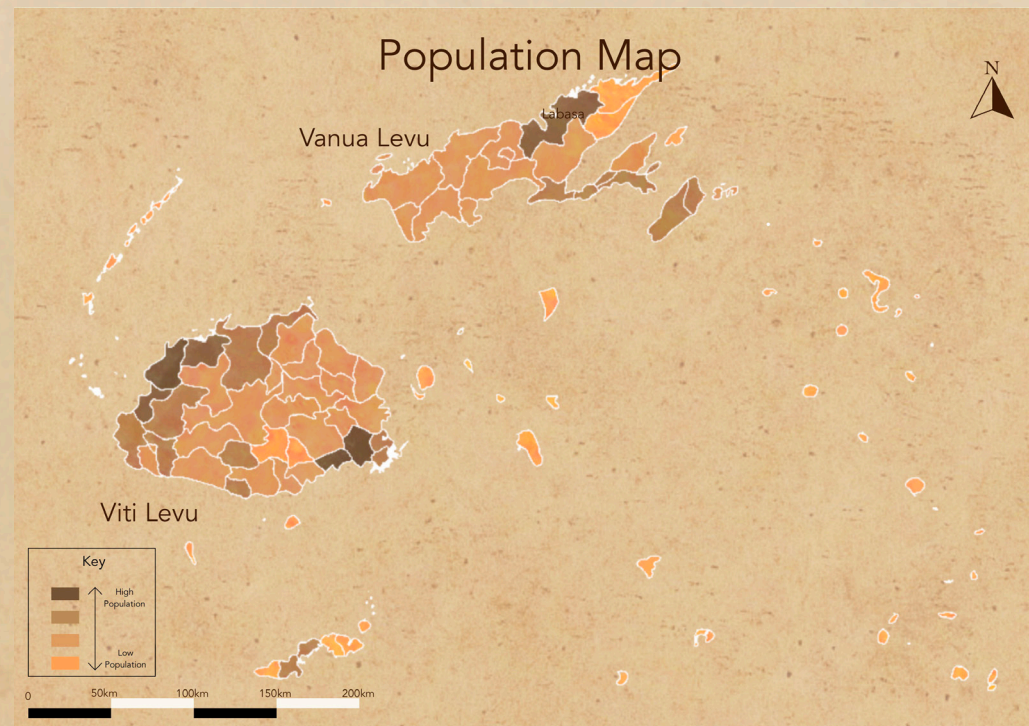 Population Map
N
Labasa
Vanua Levu
Viti Levu
Key
High
Population
Low
Population
0 50km 100km 150km 200km